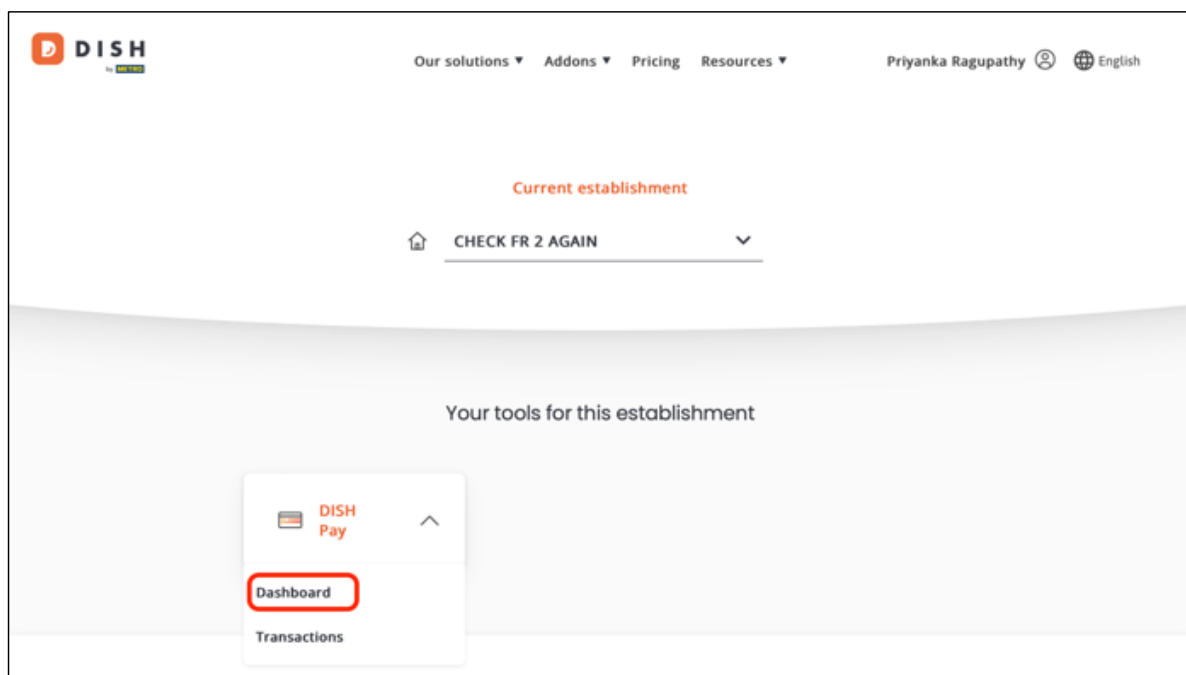 DISH
by METRO
Our solutions ▼ Addons ▼ Pricing Resources ▼ Priyanka Ragupathy English
Current establishment
CHECK FR 2 AGAIN
Your tools for this establishment
DISH
Pay
Dashboard
Transactions